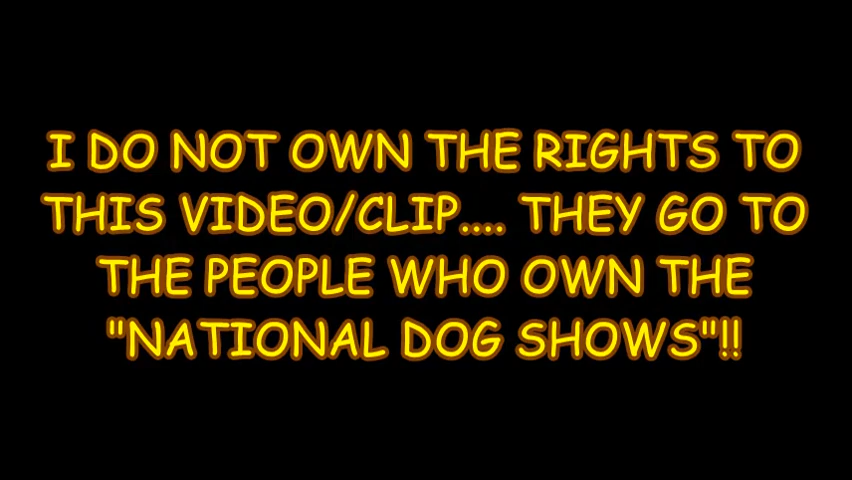 I DO NOT OWN THE RIGHTS TO
THIS VIDEO/CLIP.... THEY GO TO
THE PEOPLE WHO OWN THE
"NATIONAL DOG SHOWS"!!